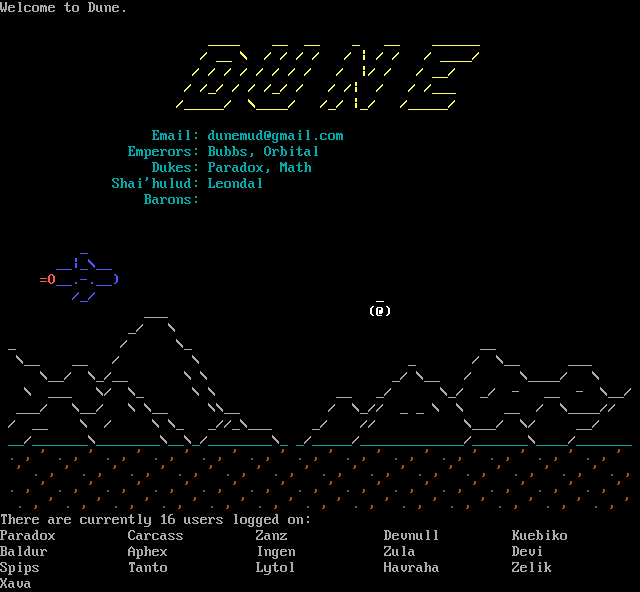 Welcome to Dune.
DUNE
Email: dunemud@gmail.com
Emperors: Bubbs, Orbital
Dukes: Paradox, Math
Shai'hulud: Leondal
Barons:
There are currently 16 users logged on:
Paradox Carcass Zanz Devnull Kuebiko
Baldur Aphex Ingen Zula Devi
Spips Tanto Lytol Havraha Zelik
Xava